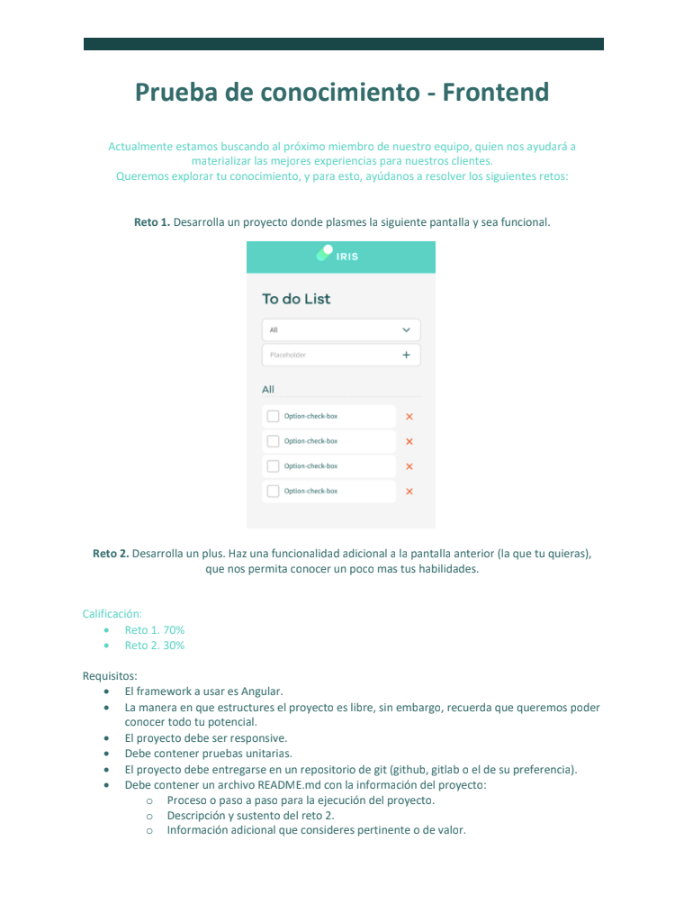 Prueba de conocimiento - Frontend
Actualmente estamos buscando al próximo miembro de nuestro equipo, quien nos ayudará a
materializar las mejores experiencias para nuestros clientes.
Queremos explorar tu conocimiento, y para esto, ayúdanos a resolver los siguientes retos:
Reto 1. Desarrolla un proyecto donde plasmes la siguiente pantalla y sea funcional.
IRIS
To do List
All
Placeholder
All
Option-check-box
Option-check-box
Option-check-box
Option-check-box
Reto 2. Desarrolla un plus. Haz una funcionalidad adicional a la pantalla anterior (la que tu quieras),
que nos permita conocer un poco mas tus habilidades.
Calificación:
• Reto 1. 70%
• Reto 2. 30%
Requisitos:
• El framework a usar es Angular.
• La manera en que estructures el proyecto es libre, sin embargo, recuerda que queremos poder
conocer todo tu potencial.
• El proyecto debe ser responsive.
• Debe contener pruebas unitarias.
• El proyecto debe entregarse en un repositorio de git (github, gitlab o el de su preferencia).
• Debe contener un archivo README.md con la información del proyecto:
o Proceso o paso a paso para la ejecución del proyecto.
o Descripción y sustento del reto 2.
o Información adicional que consideres pertinente o de valor.